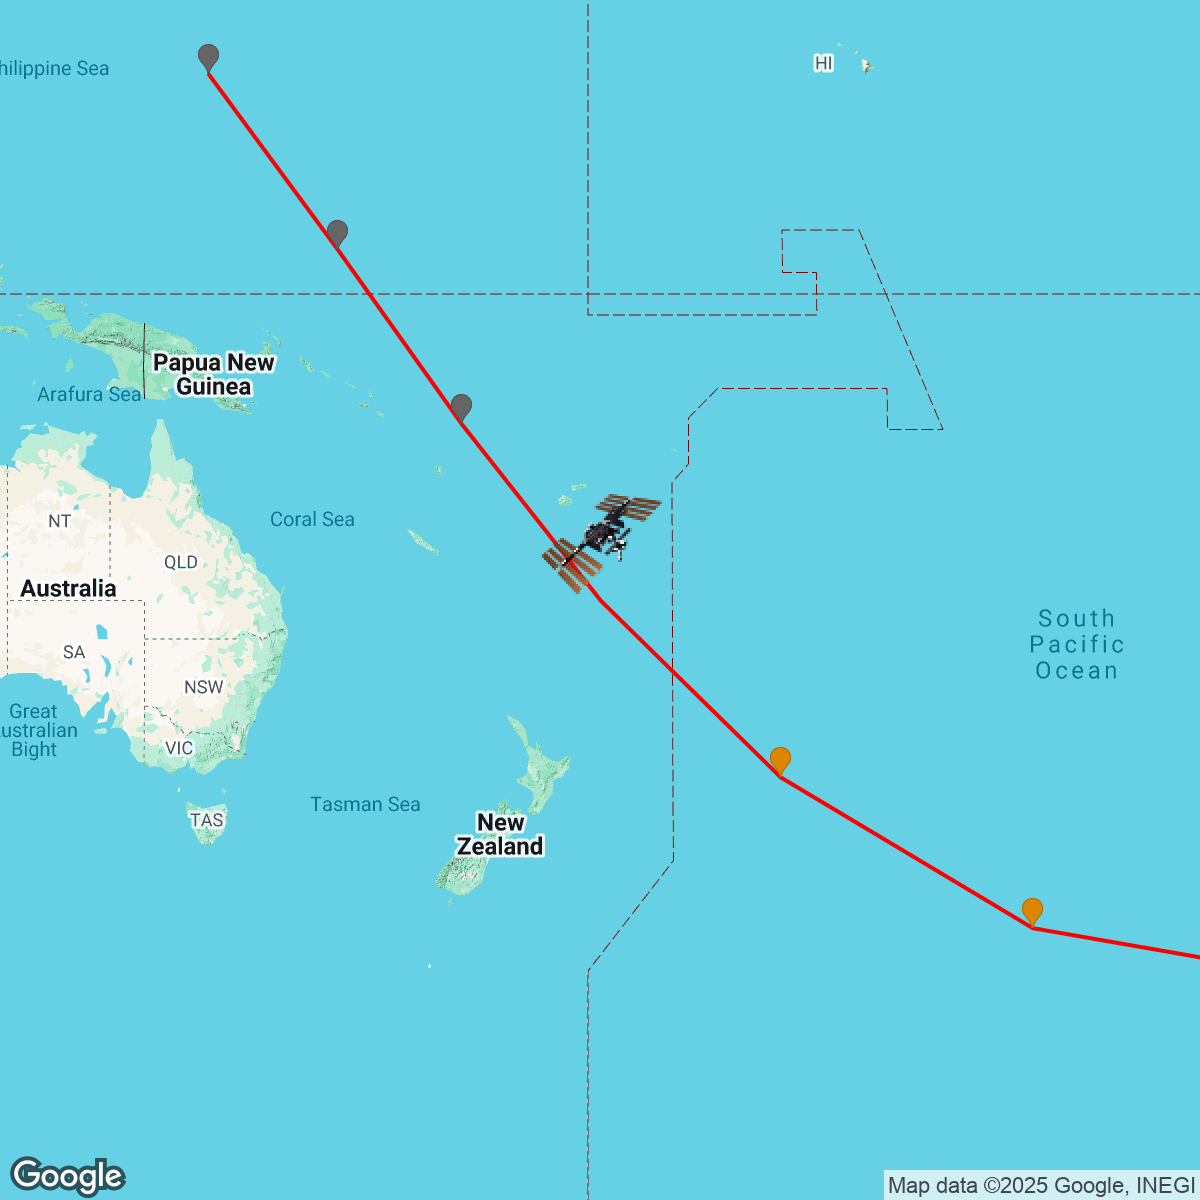 hilippine Sea
HI
Papua New
Guinea
Arafura Sea
NT
Coral Sea
QLD
Australia
South
Pacific
Ocean
SA
NSW
Great
ustralian
Bight
VIC
Tasman Sea
TAS
New
Zealand
Google
Map data ©2025 Google, INEGI